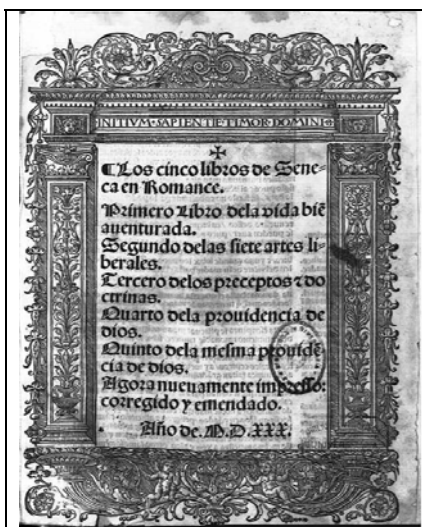 INITIVM·SAPIENTIE·TIMOR·DOMINI
¶Los cinco libros de Sene=
ca en Romance.
Primero Libro dela vida biẽ
auenturada.
Segundo delas siete artes li=
berales.
Tercero delos preceptos ⁊ do
ctrinas.
Quarto dela prouidencia de
dios.
Quinto dela mesma prouidẽ
cia de dios.
Agora nueuamente impresso:
corregido y emendado.
Año de. M.D.XXX.